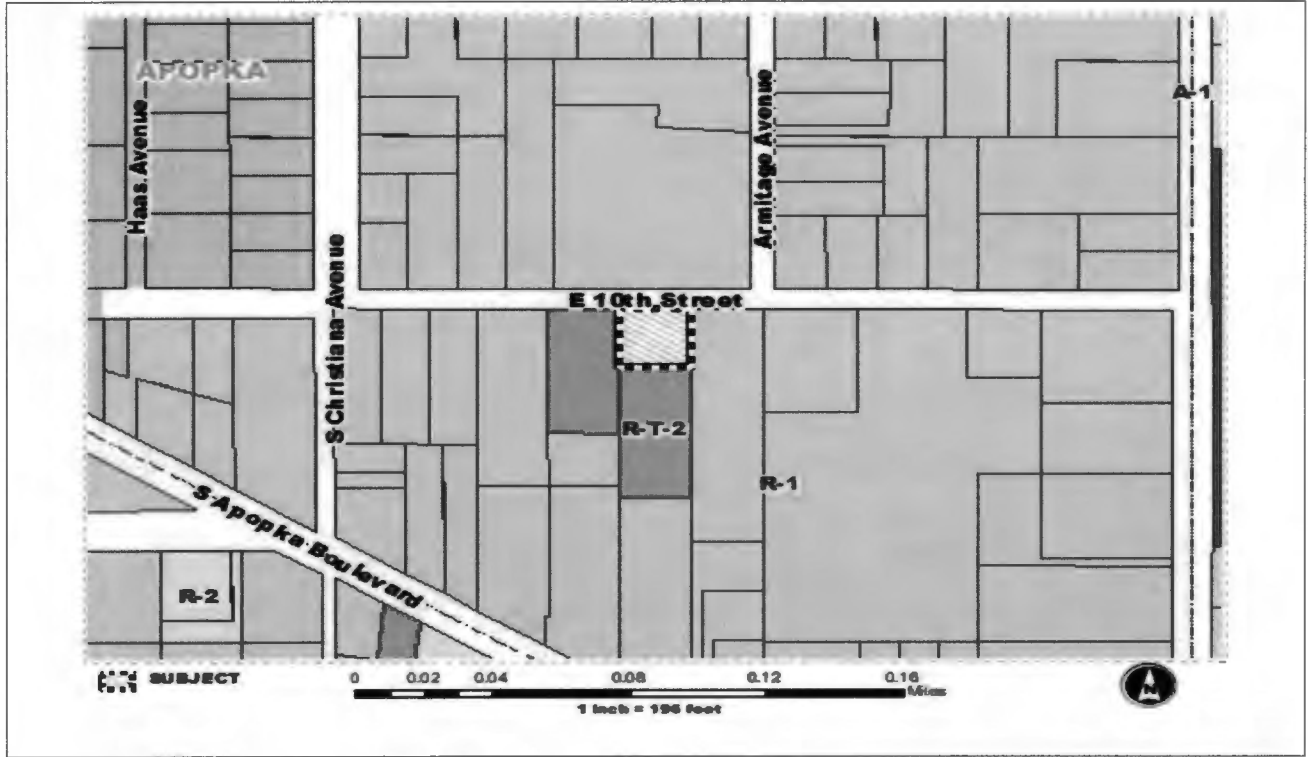 APOPKA
A-1
Haas Avenue
Armitage Avenue
S Christiana Avenue
E 10th Street
R-T-2
R-1
S Apopka Boulevard
R-2
SUBJECT
0 0.02 0.04 0.08 0.12 0.16
Miles
1 inch = 196 feet
N